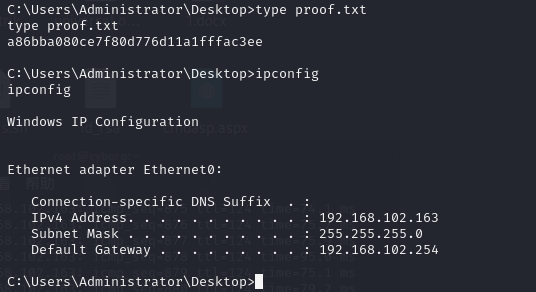 C:\Users\Administrator\Desktop>type proof.txt
type proof.txt
a86bba080ce7f80d776d11a1fffac3ee
C:\Users\Administrator\Desktop>ipconfig
ipconfig
Windows IP Configuration
Ethernet adapter Ethernet0:
Connection-specific DNS Suffix . :
IPv4 Address. . . . . . . . . . . : 192.168.102.163
Subnet Mask . . . . . . . . . . . : 255.255.255.0
Default Gateway . . . . . . . . . : 192.168.102.254
C:\Users\Administrator\Desktop>